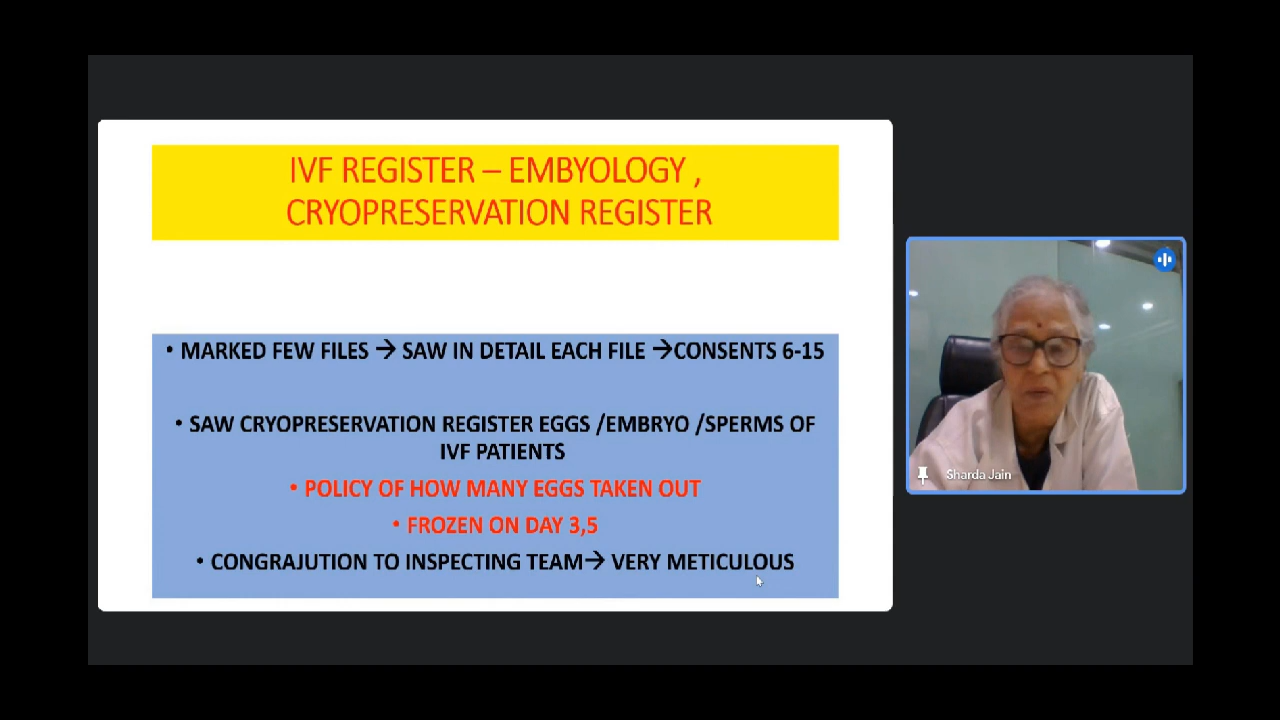 IVF REGISTER – EMBYOLOGY ,
CRYOPRESERVATION REGISTER
• MARKED FEW FILES → SAW IN DETAIL EACH FILE →CONSENTS 6-15
• SAW CRYOPRESERVATION REGISTER EGGS /EMBRYO /SPERMS OF
IVF PATIENTS
• POLICY OF HOW MANY EGGS TAKEN OUT
• FROZEN ON DAY 3,5
• CONGRAJUTION TO INSPECTING TEAM→ VERY METICULOUS
Sharda Jain